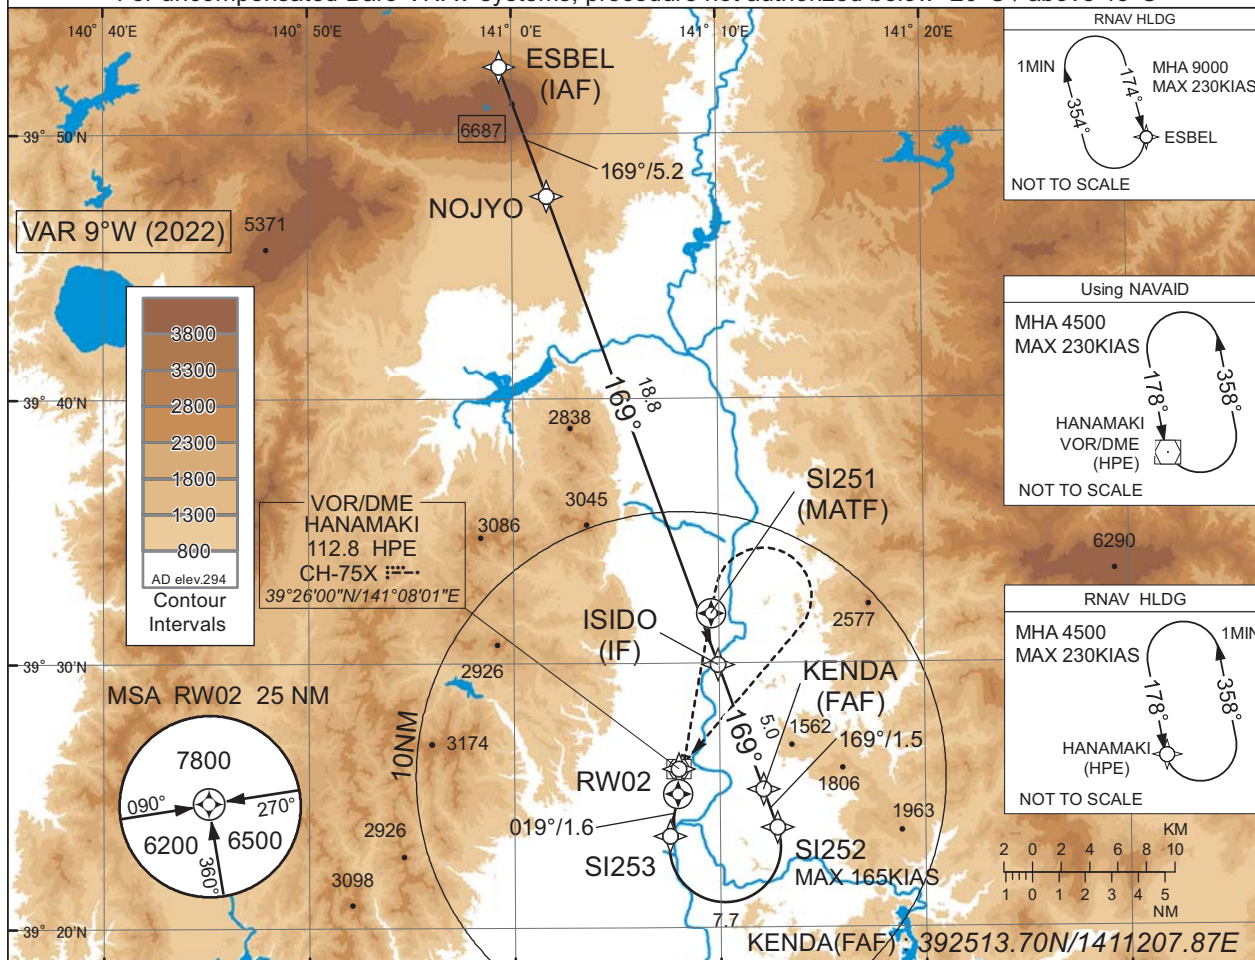 140° 40'E
140° 50'E
141° 0'E
141° 10'E
141° 20'E
ESBEL
(IAF)
6687
39° 50'N
169°/5.2
NOJYO
VAR 9°W (2022)
5371
3800
3300
2800
2300
1800
1300
800
AD elev.294
Contour
Intervals
39° 40'N
18.8
169°
2838
3045
3086
VOR/DME
HANAMAKI
112.8 HPE
CH-75X
39°26'00"N/141°08'01"E
SI251
(MATF)
ISIDO
(IF)
2577
6290
39° 30'N
2926
KENDA
(FAF)
5.0
169°
1562
169°/1.5
1806
1963
10NM
3174
RW02
019°/1.6
SI253
SI252
MAX 165KIAS
7.7
2926
3098
39° 20'N
MSA RW02 25 NM
7800
090°
270°
6200
6500
360°
RNAV HLDG
1MIN
174°
354°
MHA 9000
MAX 230KIAS
ESBEL
NOT TO SCALE
Using NAVAID
MHA 4500
MAX 230KIAS
178°
358°
HANAMAKI
VOR/DME
(HPE)
NOT TO SCALE
RNAV HLDG
MHA 4500
MAX 230KIAS
1MIN
178°
358°
HANAMAKI
(HPE)
NOT TO SCALE
KM
2 0 2 4 6 8 10
1 0 1 2 3 4 5
NM
KENDA(FAF) : 392513.70N/1411207.87E